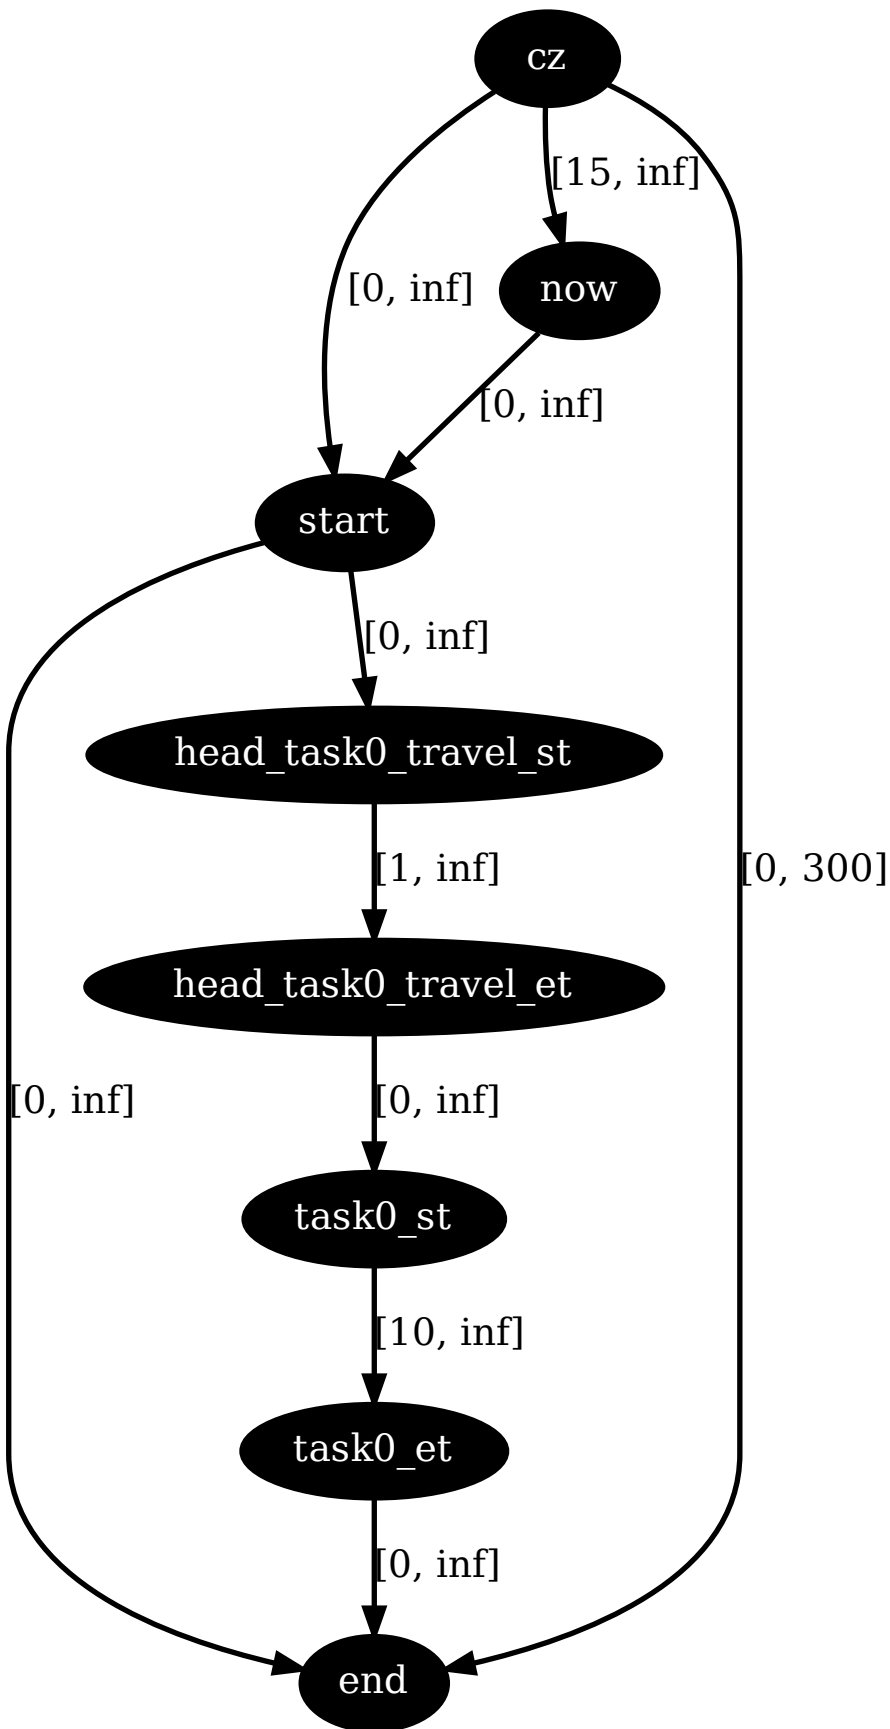 cz
[15, inf]
[0, inf]
now
[0, inf]
start
[0, inf]
head_task0_travel_st
[1, inf]
[0, 300]
head_task0_travel_et
[0, inf]
[0, inf]
task0_st
[10, inf]
task0_et
[0, inf]
end